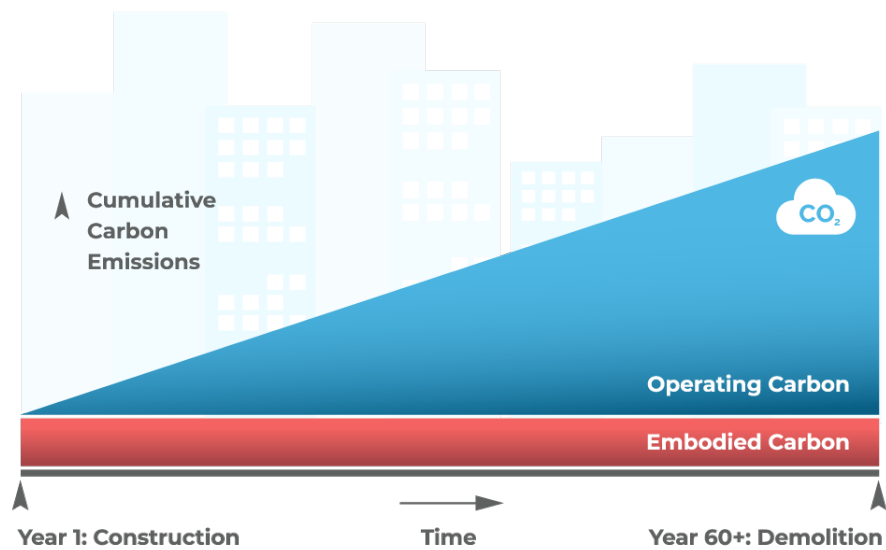 Cumulative
Carbon
Emissions
CO₂
Operating Carbon
Embodied Carbon
Year 1: Construction
Time
Year 60+: Demolition